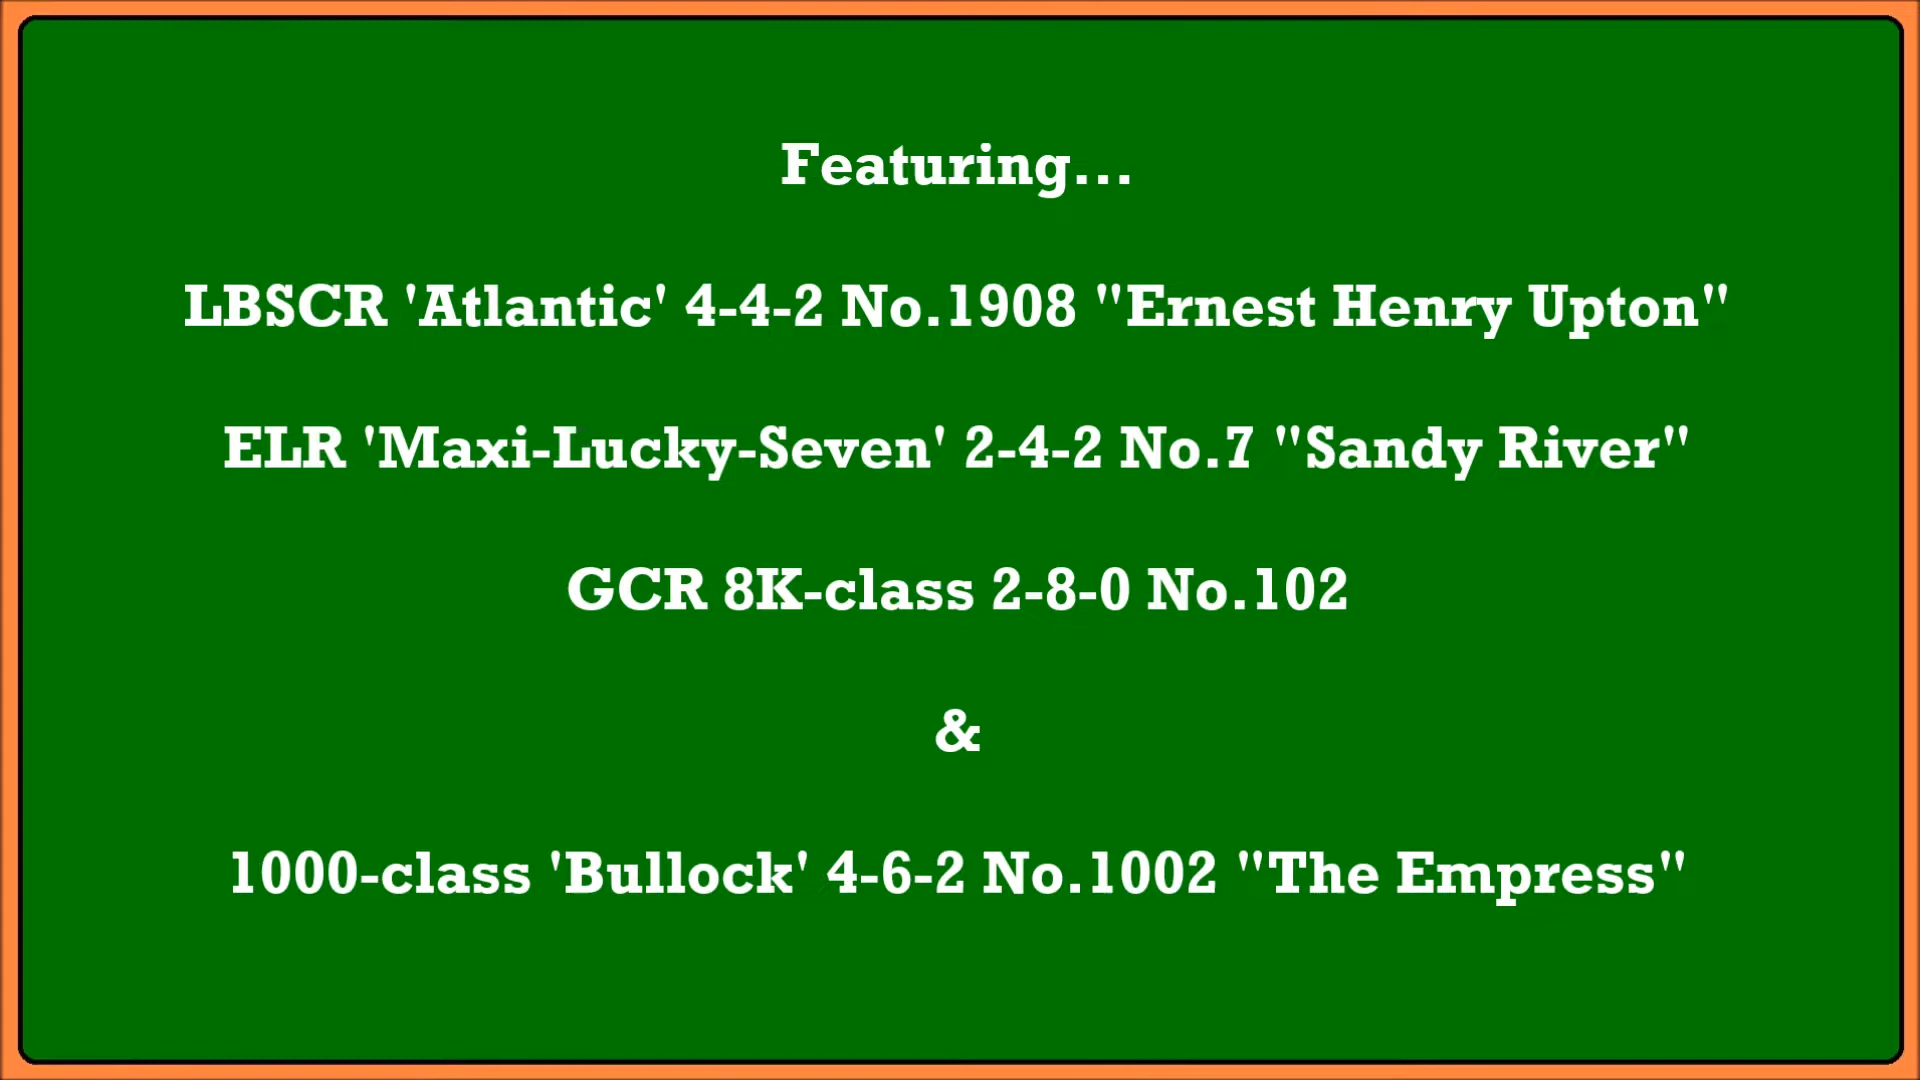 Featuring...
LBSCR 'Atlantic' 4-4-2 No.1908 "Ernest Henry Upton"
ELR 'Maxi-Lucky-Seven' 2-4-2 No.7 "Sandy River"
GCR 8K-class 2-8-0 No.102
&
1000-class 'Bullock' 4-6-2 No.1002 "The Empress"